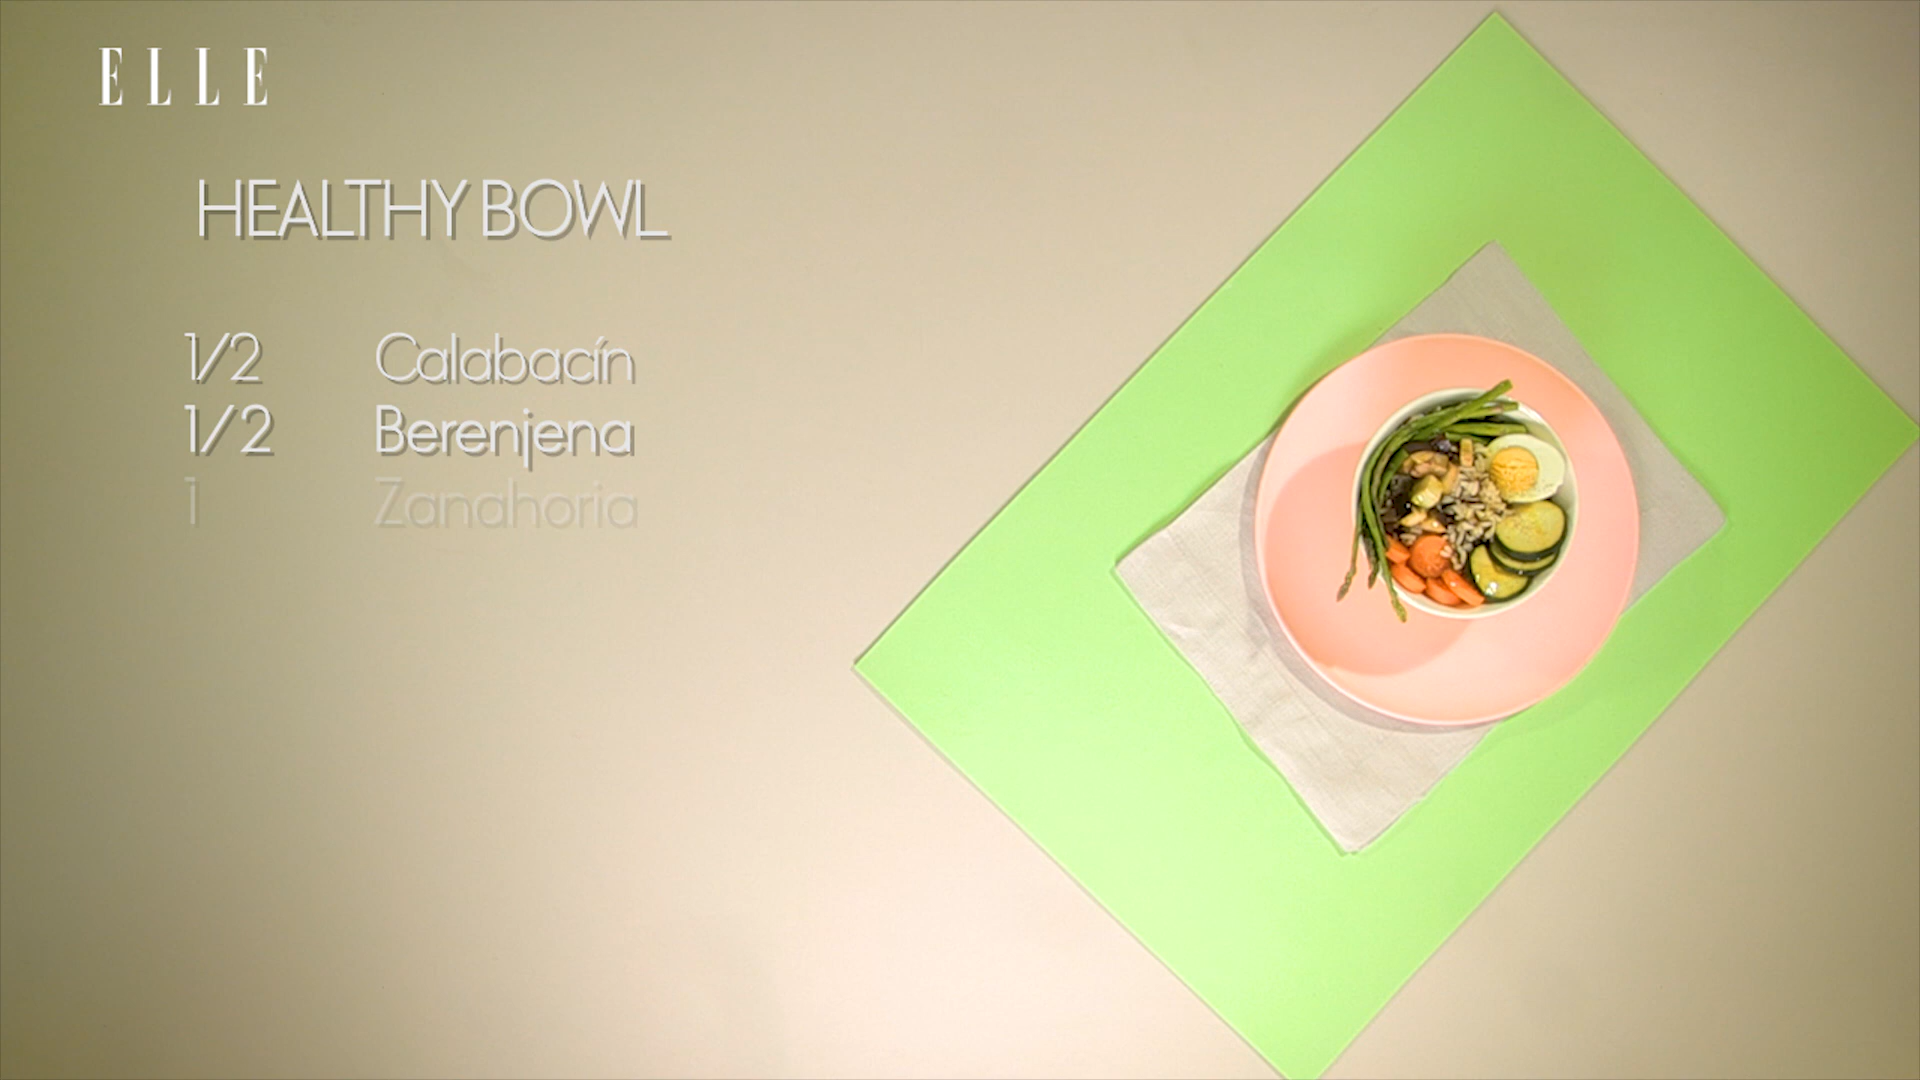 ELLE
HEALTHY BOWL
1/2 Calabacín
1/2 Berenjena
1 Zanahoria